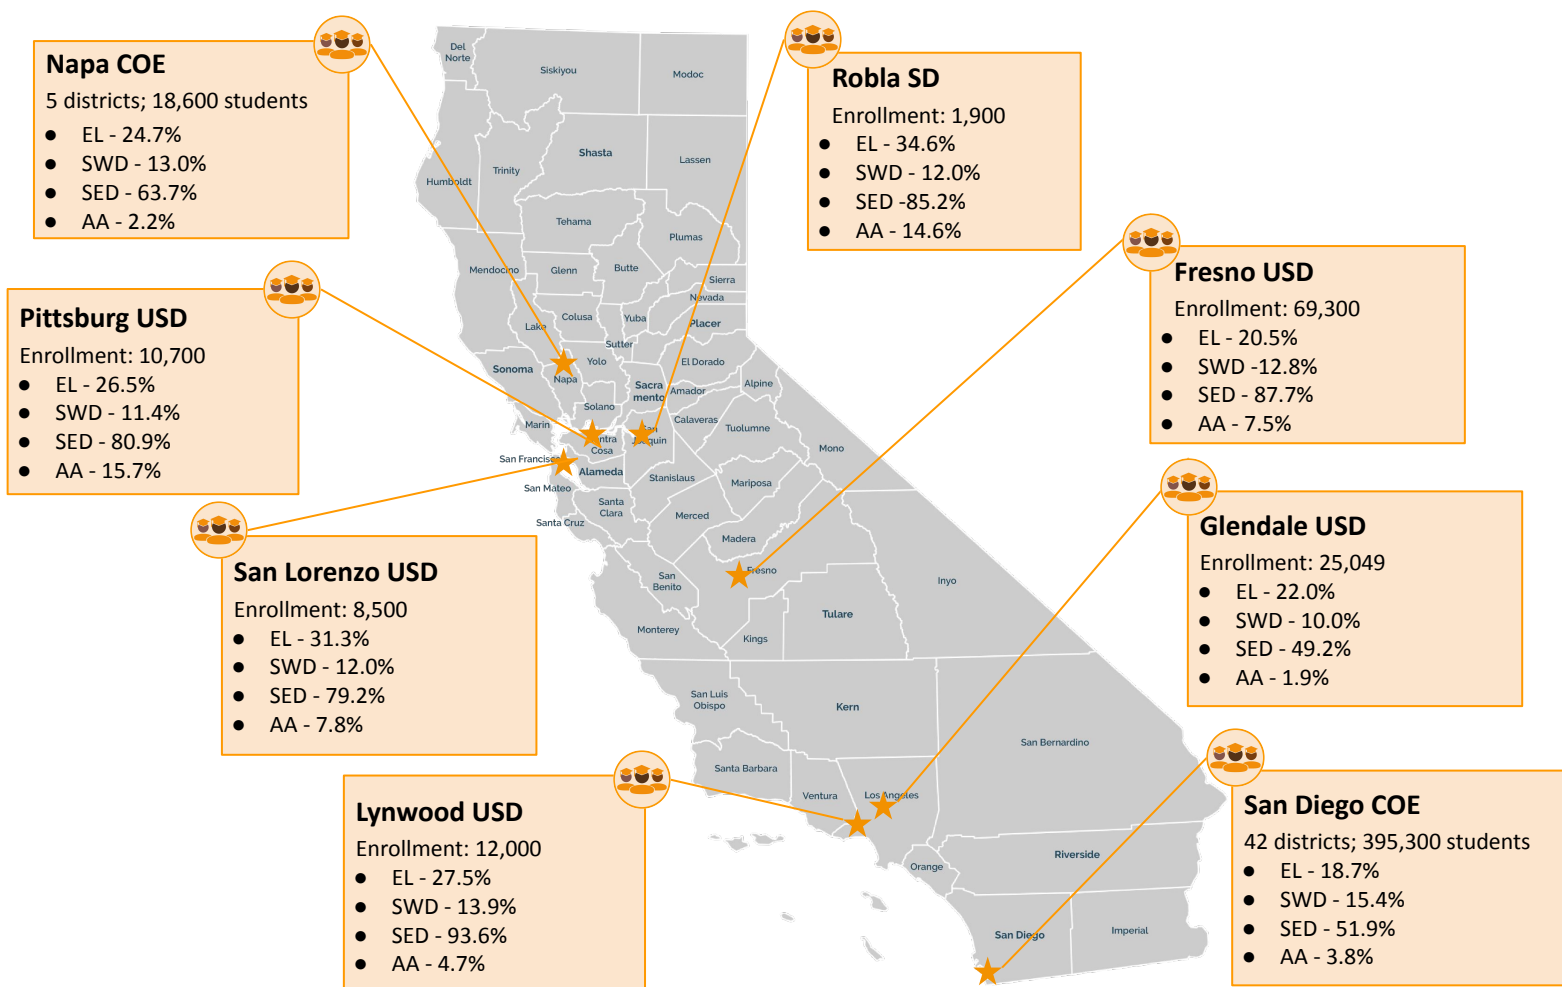 Napa COE
5 districts; 18,600 students
● EL - 24.7%
● SWD - 13.0%
● SED - 63.7%
● AA - 2.2%
Robla SD
Enrollment: 1,900
● EL - 34.6%
● SWD - 12.0%
● SED -85.2%
● AA - 14.6%
Fresno USD
Enrollment: 69,300
● EL - 20.5%
● SWD -12.8%
● SED - 87.7%
● AA - 7.5%
Pittsburg USD
Enrollment: 10,700
● EL - 26.5%
● SWD - 11.4%
● SED - 80.9%
● AA - 15.7%
San Lorenzo USD
Enrollment: 8,500
● EL - 31.3%
● SWD - 12.0%
● SED - 79.2%
● AA - 7.8%
Glendale USD
Enrollment: 25,049
● EL - 22.0%
● SWD - 10.0%
● SED - 49.2%
● AA - 1.9%
Lynwood USD
Enrollment: 12,000
● EL - 27.5%
● SWD - 13.9%
● SED - 93.6%
● AA - 4.7%
San Diego COE
42 districts; 395,300 students
● EL - 18.7%
● SWD - 15.4%
● SED - 51.9%
● AA - 3.8%
Del
Norte
Siskiyou
Modoc
Humboldt
Trinity
Shasta
Lassen
Tehama
Plumas
Mendocino
Glenn
Butte
Sierra
Nevada
Lake
Colusa
Yuba
Placer
Sutter
Sonoma
Napa
Yolo
El Dorado
Sacra
mento
Amador
Alpine
Solano
Marin
Calaveras
Tuolumne
Mono
Cosa
San Francisco
Alameda
San Mateo
Stanislaus
Mariposa
Santa
Clara
Santa Cruz
Merced
Madera
San
Benito
Fresno
Inyo
Monterey
Kings
Tulare
San Luis
Obispo
Kern
San Bernardino
Santa Barbara
Ventura
Los Angeles
Orange
Riverside
San Diego
Imperial